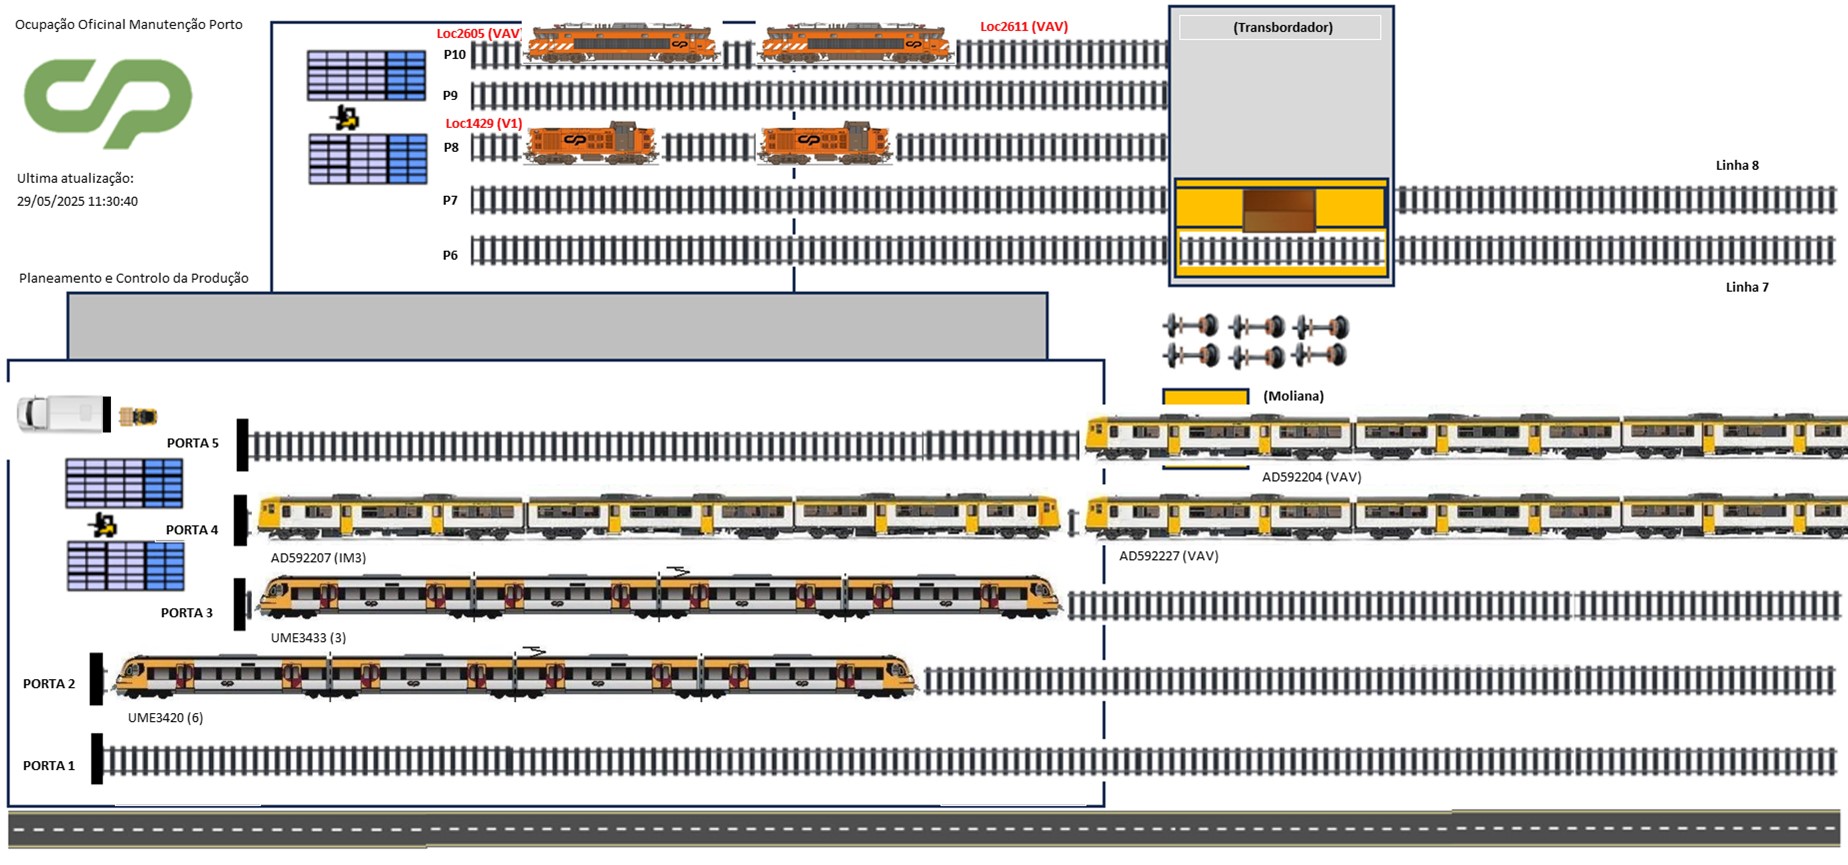 Ocupação Oficinal Manutenção Porto
Ultima atualização:
29/05/2025 11:30:40
Planeamento e Controlo da Produção
Loc2605 (VAV)
Loc2611 (VAV)
(Transbordador)
P10
P9
Loc1429 (V1)
P8
P7
P6
Linha 8
Linha 7
(Moliana)
PORTA 5
AD592204 (VAV)
PORTA 4
AD592207 (IM3)
AD592227 (VAV)
PORTA 3
UME3433 (3)
PORTA 2
UME3420 (6)
PORTA 1